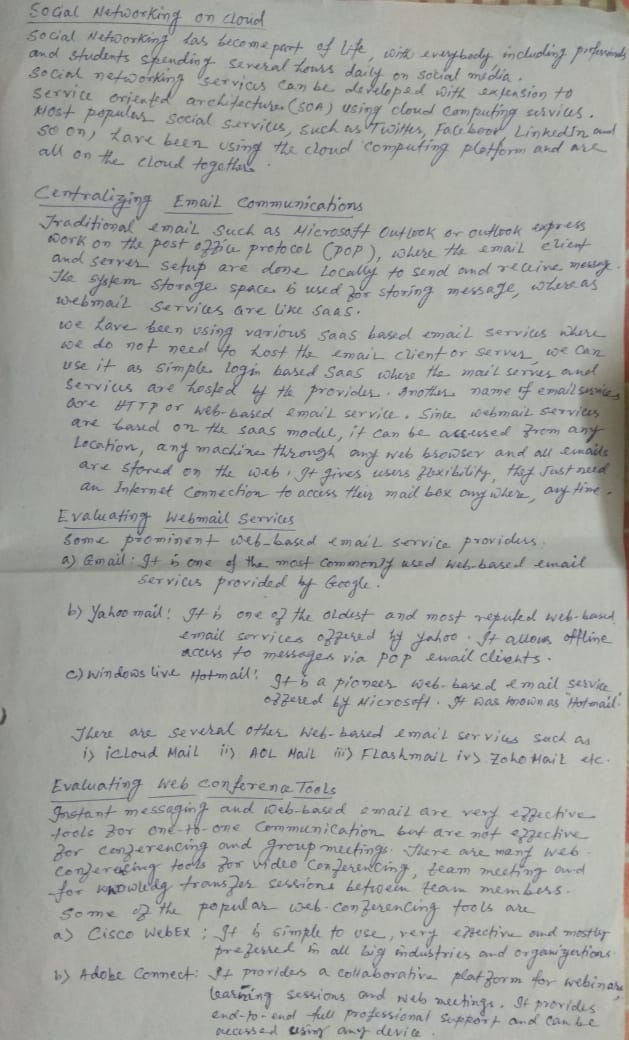 Social Networking on cloud
Social Networking has become part of life, with everybody including professionals
and students spending several hours daily on social media.
Social networking services can be developed with extension to
service oriented architectures (SOA) using cloud computing services.
Most popular social services, such as Twitter, Facebook, LinkedIn and
so on, have been using the cloud computing platform and are
all on the cloud together.
Centralizing Email Communications
Traditional email such as Microsoft Outlook or outlook express
work on the post office protocol (POP), where the email client
and server setup are done locally to send and receive message.
The system storage space is used for storing message, whereas
webmail services are like SaaS.
we have been using various SaaS based email services where
we do not need to host the email client or server, we can
use it as simple login based SaaS where the mail server and
services are hosted by the provider. Another name of email services
are HTTP or web-based email service. Since webmail services
are based on the SaaS model, it can be assessed from any
Location, any machine through any web browser and all emails
are stored on the web. It gives users flexibility, they Just need
an Internet Connection to access their mail box any where, any time.
Evaluating Webmail Services
Some prominent web-based email service providers.
a) Gmail: It is one of the most commonly used web-based email
services provided by Google.
b) Yahoo mail: It is one of the oldest and most reputed web-based
email services offered by yahoo. It allows offline
access to messages via POP email clients.
c) windows live Hotmail: It is a pioneer web-based email service
offered by Microsoft. It was known as "Hotmail"
There are several other web-based email services such as
i) iCloud Mail ii) AOL Mail iii) Flashmail iv) Zoho Mail etc.
Evaluating Web conference Tools
Instant messaging and web-based email are very effective
tools for one-to-one Communication but are not effective
for conferencing and group meetings. There are many web
conferencing tools for video conferencing, team meeting and
for knowledg transfer sessions between team members.
Some of the popular web-conferencing tools are
a) Cisco WebEx: It is simple to use, very effective and mostly
preferred in all big industries and organizations.
b) Adobe Connect: It provides a collaborative platform for webinars,
learning sessions and web meetings. It provides
end-to-end full professional support and can be
accessed using any device.